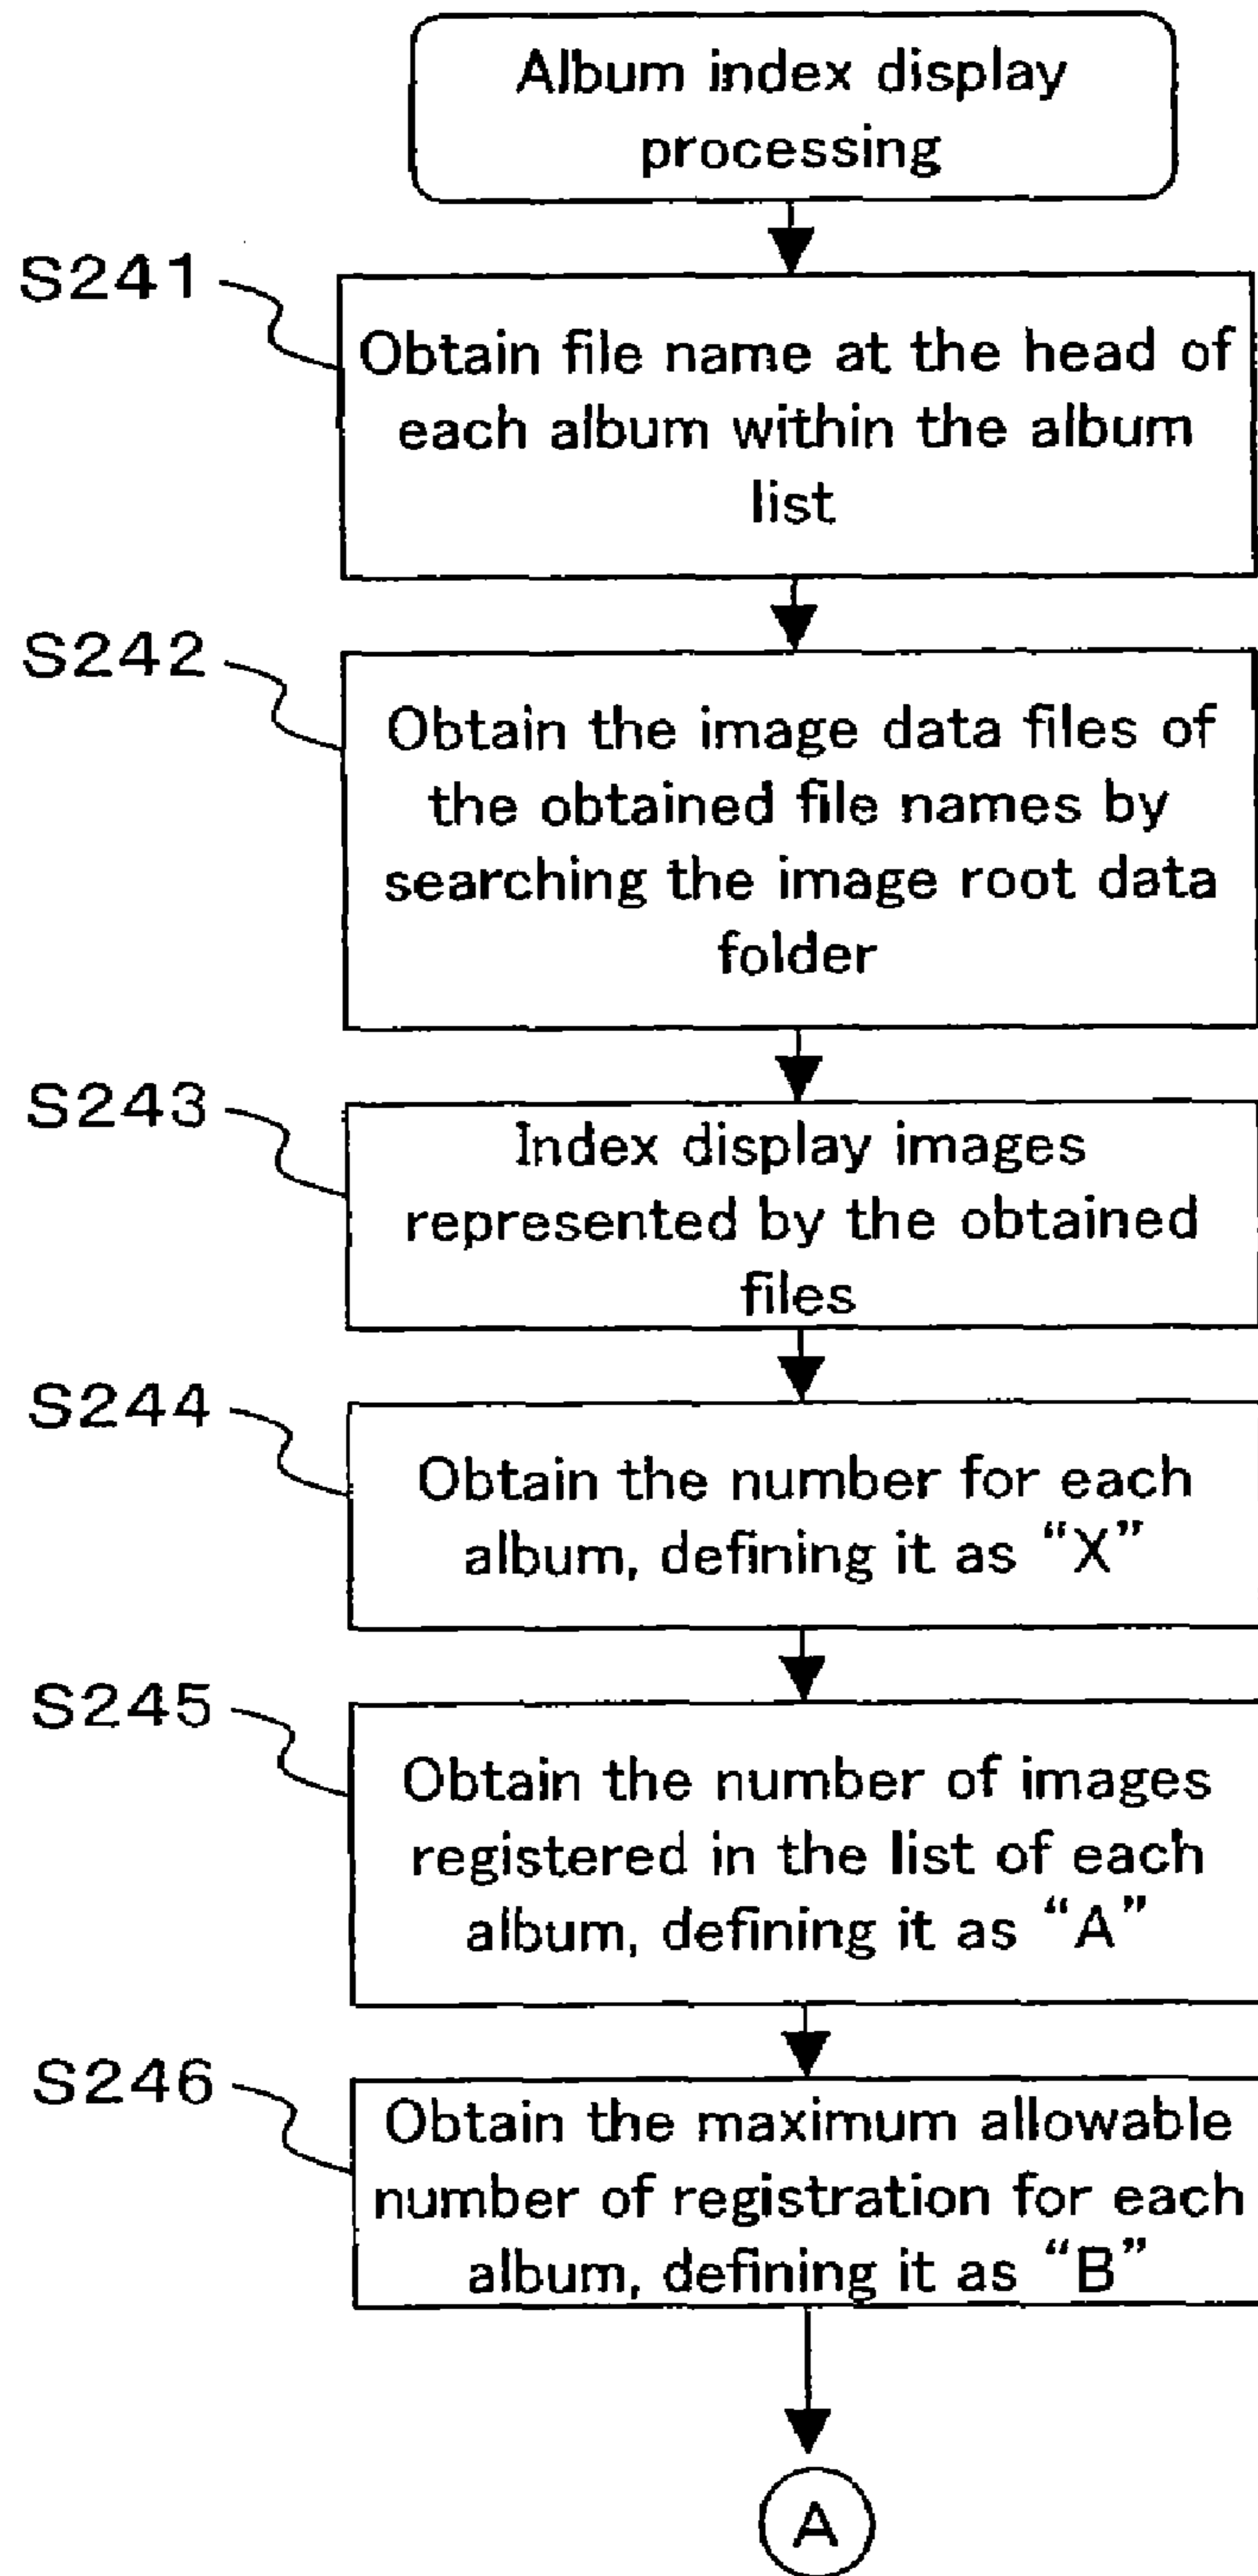 Album index display
processing
S241
Obtain file name at the head of
each album within the album
list
S242
Obtain the image data files of
the obtained file names by
searching the image root data
folder
S243
Index display images
represented by the obtained
files
S244
Obtain the number for each
album, defining it as “X”
S245
Obtain the number of images
registered in the list of each
album, defining it as “A”
S246
Obtain the maximum allowable
number of registration for each
album, defining it as “B”
A